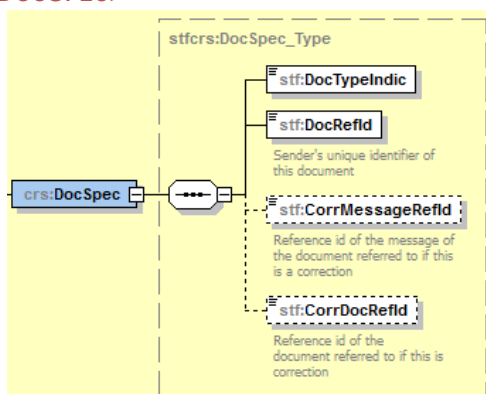 stfcrs:DocSpec_Type
stf:DocTypeIndic
stf:DocRefId
Sender's unique identifier of
this document
crs:DocSpec
stf:CorrMessageRefId
Reference id of the message of
the document referred to if this
is a correction
stf:CorrDocRefId
Reference id of the
document referred to if this is
correction